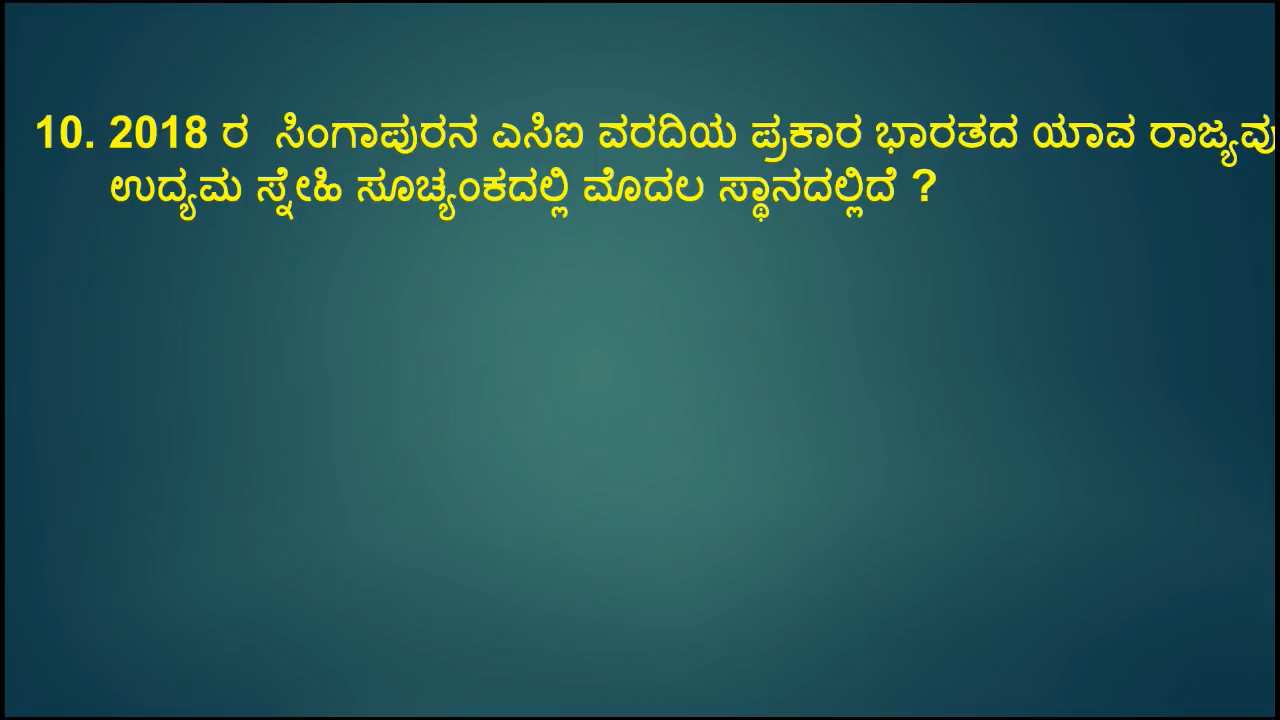 10. 2018 ರ ಸಿಂಗಾಪುರನ ಎಸಿಐ ವರದಿಯ ಪ್ರಕಾರ ಭಾರತದ ಯಾವ ರಾಜ್ಯವು
ಉದ್ಯಮ ಸ್ನೇಹಿ ಸೂಚ್ಯಂಕದಲ್ಲಿ ಮೊದಲ ಸ್ಥಾನದಲ್ಲಿದೆ ?